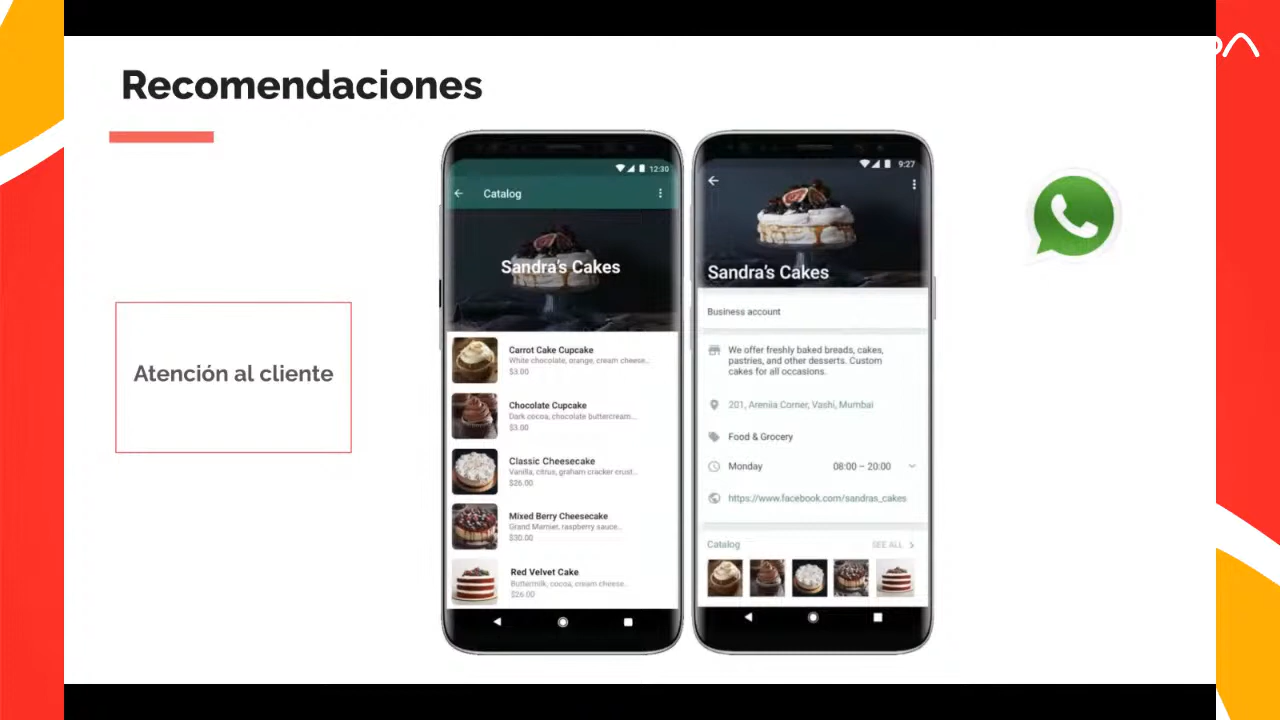 Recomendaciones
Atención al cliente
12:30
Catalog
Sandra's Cakes
Carrot Cake Cupcake
White chocolate, orange, cream cheese...
$3.00
Chocolate Cupcake
Dark cocoa, chocolate buttercream...
$3.00
Classic Cheesecake
Vanilla, citrus, graham cracker crust...
$26.00
Mixed Berry Cheesecake
Grand Marnier, raspberry sauce...
$30.00
Red Velvet Cake
Buttermilk, cocoa, cream cheese...
$26.00
9:27
Sandra's Cakes
Business account
We offer freshly baked breads, cakes,
pastries, and other desserts. Custom
cakes for all occasions.
201, Areniia Corner, Vashi, Mumbai
Food & Grocery
Monday 08:00 – 20:00
https://www.facebook.com/sandras_cakes
Catalog SEE ALL